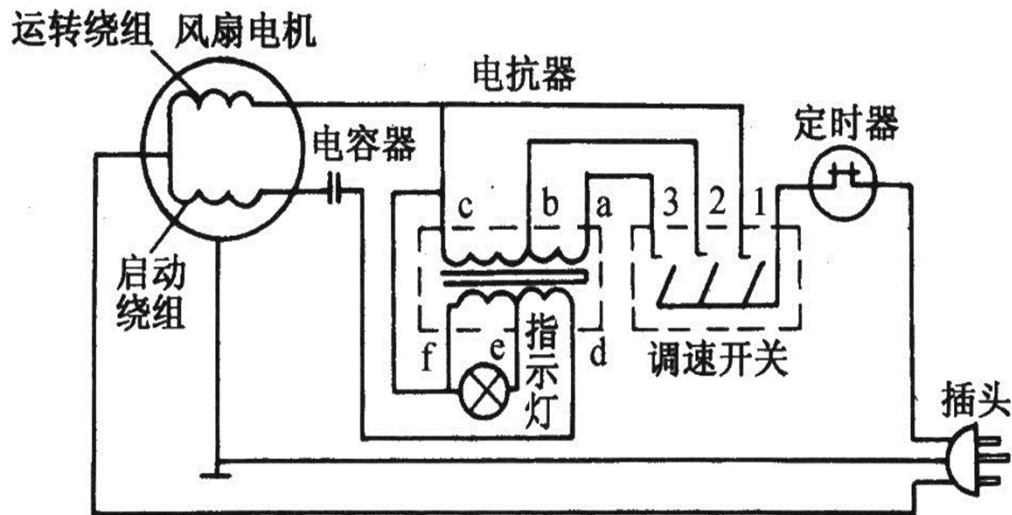 运转绕组 风扇电机
电抗器
定时器
电容器
c b a 3 2 1
启动
绕组
f e 指示灯 d
调速开关
插头